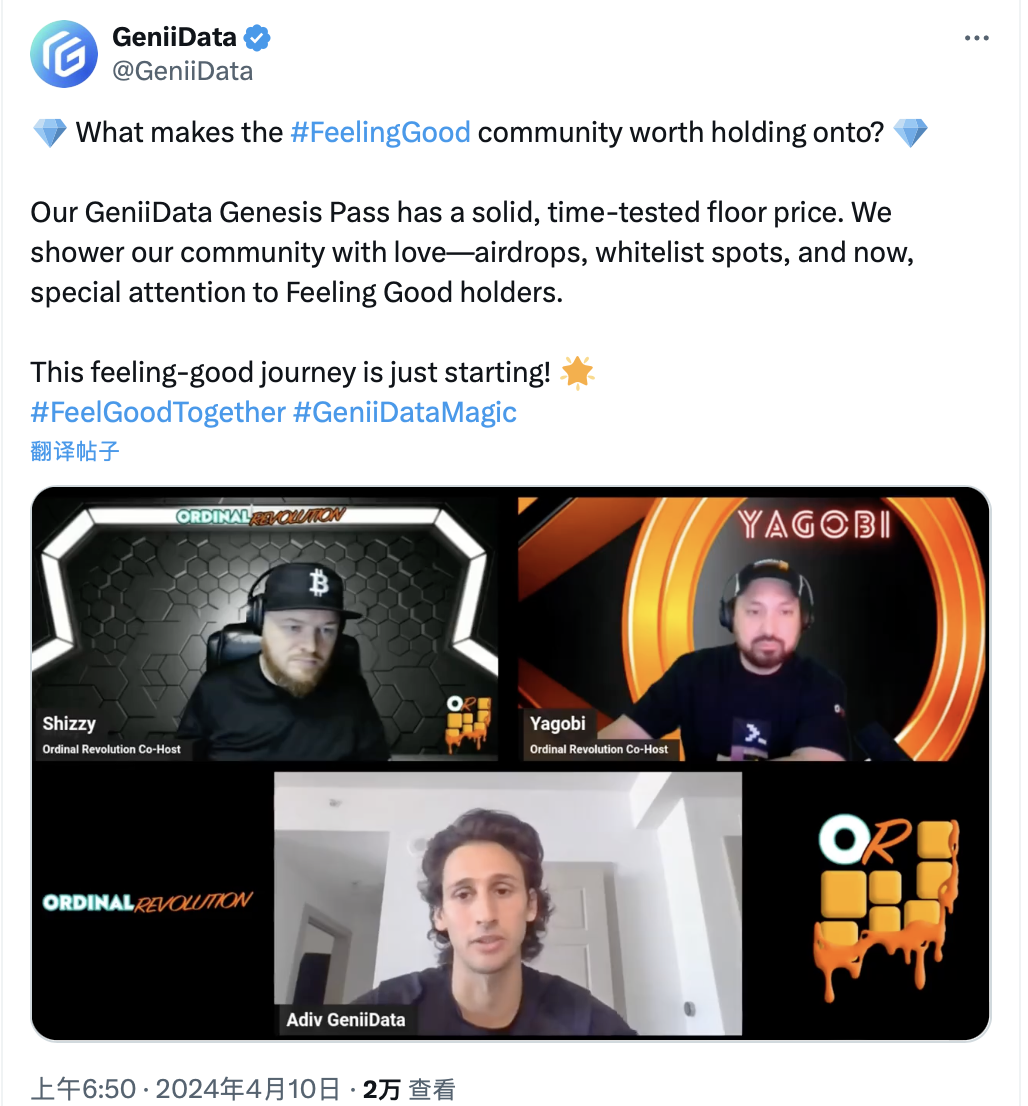 GeniiData
@GeniiData
💎 What makes the #FeelingGood community worth holding onto? 💎
Our GeniiData Genesis Pass has a solid, time-tested floor price. We
shower our community with love—airdrops, whitelist spots, and now,
special attention to Feeling Good holders.
This feeling-good journey is just starting! 🌟
#FeelGoodTogether #GeniiDataMagic
翻译帖子
ORDINAL REVOLUTION
YAGOBI
OR
Shizzy
Ordinal Revolution Co-Host
Yagobi
Ordinal Revolution Co-Host
ORDINAL REVOLUTION
OR
Adiv GeniiData
上午6:50 · 2024年4月10日 · 2万 查看